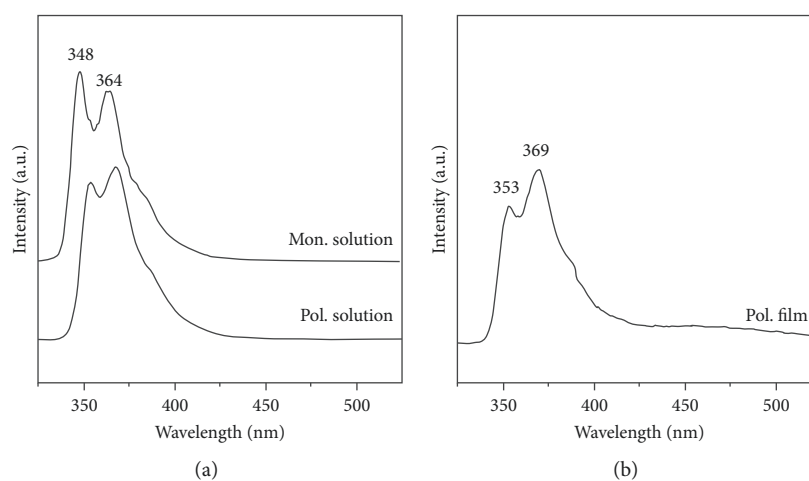 348
364
Mon. solution
Pol. solution
Intensity (a.u.)
350 400 450 500
Wavelength (nm)
(a)
353
369
Pol. film
Intensity (a.u.)
350 400 450 500
Wavelength (nm)
(b)